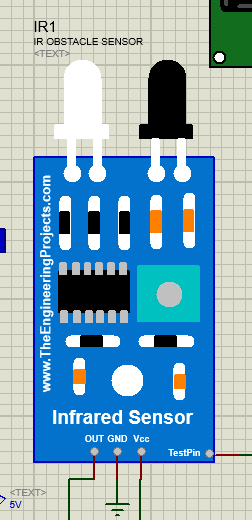 IR1
IR OBSTACLE SENSOR
<TEXT>
www.TheEngineeringProjects.com
Infrared Sensor
OUT GND Vcc
TestPin
<TEXT>
5V